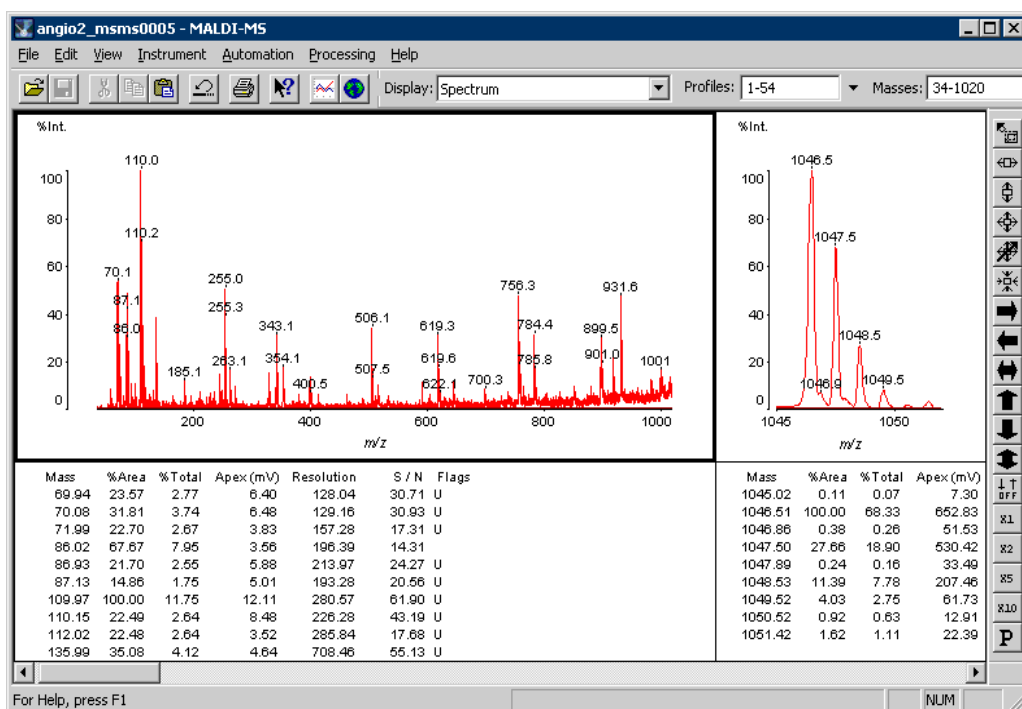 angio2_msms0005 - MALDI-MS
File Edit View Instrument Automation Processing Help
Display: Spectrum Profiles: 1-54 Masses: 34-1020
%Int.
110.0
100
80
110.2
60
70.1
255.0
756.3
931.6
87.1
255.3
40
86.0
343.1
506.1
619.3
784.4
899.5
20
185.1
263.1
354.1
400.5
507.5
619.6
622.1
700.3
785.8
901.0
1001
0
200 400 600 800 1000
m/z
%Int.
1046.5
100
80
1047.5
60
40
1048.5
20
1046.9
1049.5
0
1045 1050
m/z
Mass %Area %Total Apex (mV) Resolution S / N Flags
69.94 23.57 2.77 6.40 128.04 30.71 U
70.08 31.81 3.74 6.48 129.16 30.93 U
71.99 22.70 2.67 3.83 157.28 17.31 U
86.02 67.67 7.95 3.56 196.39 14.31
86.93 21.70 2.55 5.88 213.97 24.27 U
87.13 14.86 1.75 5.01 193.28 20.56 U
109.97 100.00 11.75 12.11 280.57 61.90 U
110.15 22.49 2.64 8.48 226.28 43.19 U
112.02 22.48 2.64 3.52 285.84 17.68 U
135.99 35.08 4.12 4.64 708.46 55.13 U
Mass %Area %Total Apex (mV)
1045.02 0.11 0.07 7.30
1046.51 100.00 68.33 652.83
1046.86 0.38 0.26 51.53
1047.50 27.66 18.90 530.42
1047.89 0.24 0.16 33.49
1048.53 11.39 7.78 207.46
1049.52 4.03 2.75 61.73
1050.52 0.92 0.63 12.91
1051.42 1.62 1.11 22.39
OFF
X1
X2
X5
X10
P
For Help, press F1
NUM